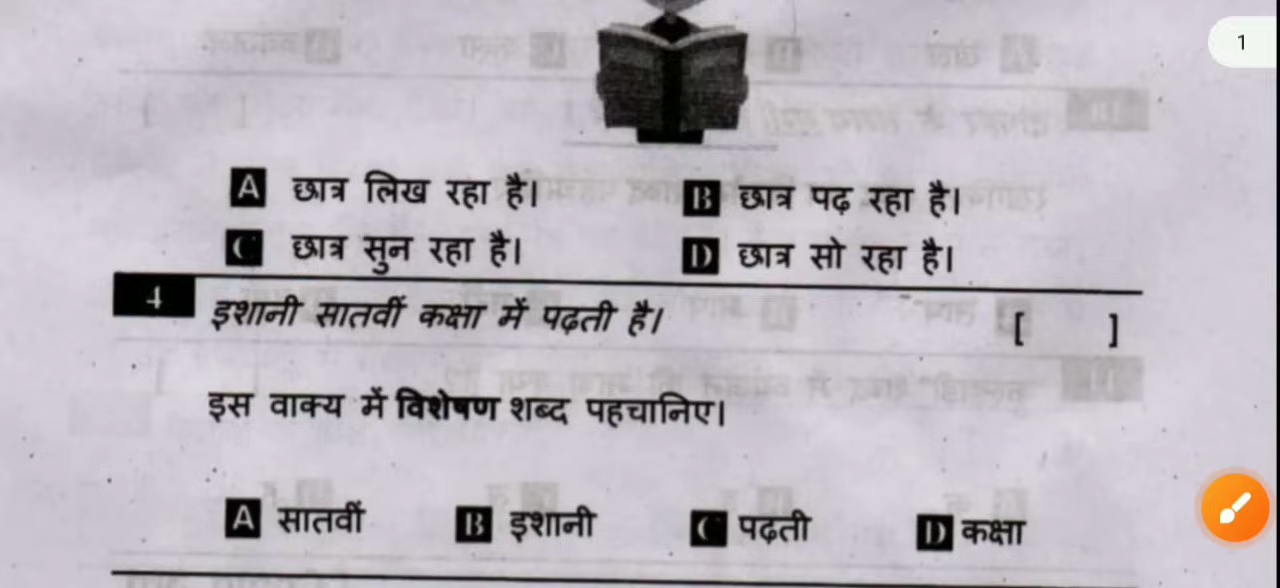 1
A छात्र लिख रहा है। B छात्र पढ़ रहा है।
C छात्र सुन रहा है। D छात्र सो रहा है।
4 इशानी सातवीं कक्षा में पढ़ती है। [ ]
इस वाक्य में विशेषण शब्द पहचानिए।
A सातवीं B इशानी C पढ़ती D कक्षा